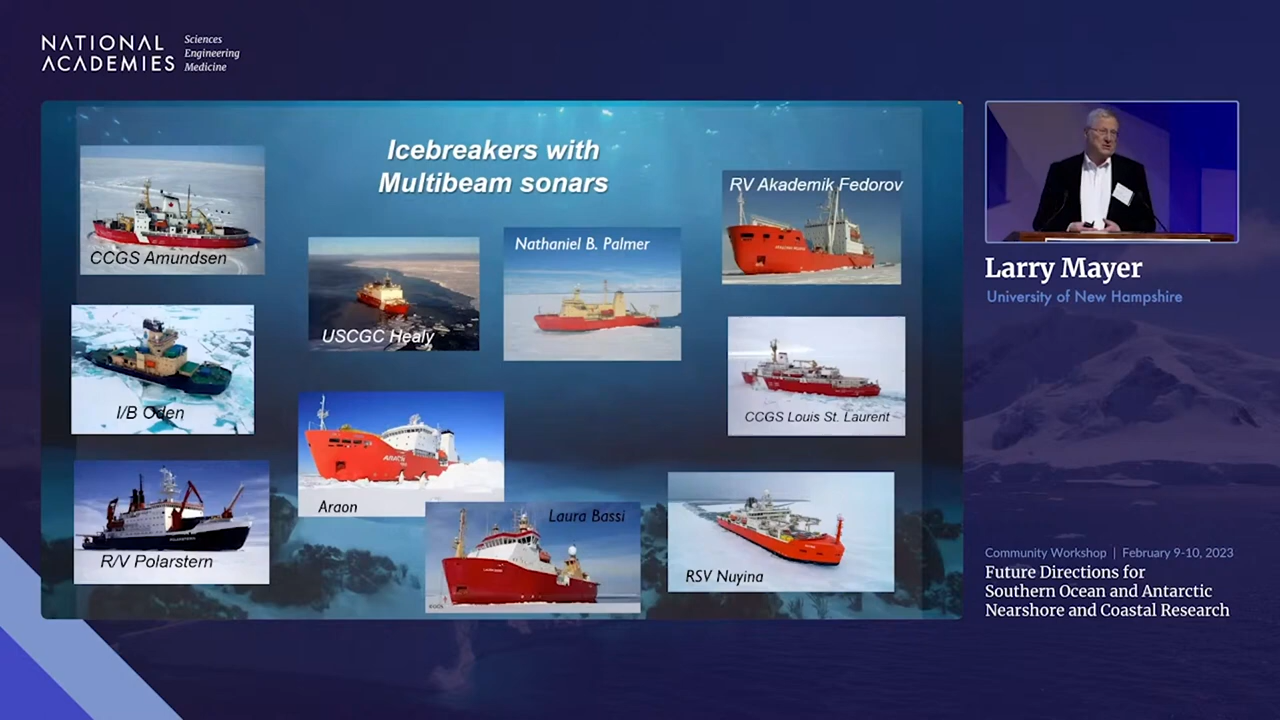 NATIONAL
ACADEMIES
Sciences
Engineering
Medicine
Icebreakers with
Multibeam sonars
CCGS Amundsen
USCGC Healy
Nathaniel B. Palmer
RV Akademik Fedorov
I/B Oden
CCGS Louis St. Laurent
Araon
R/V Polarstern
Laura Bassi
RSV Nuyina
Larry Mayer
University of New Hampshire
Community Workshop | February 9-10, 2023
Future Directions for
Southern Ocean and Antarctic
Nearshore and Coastal Research